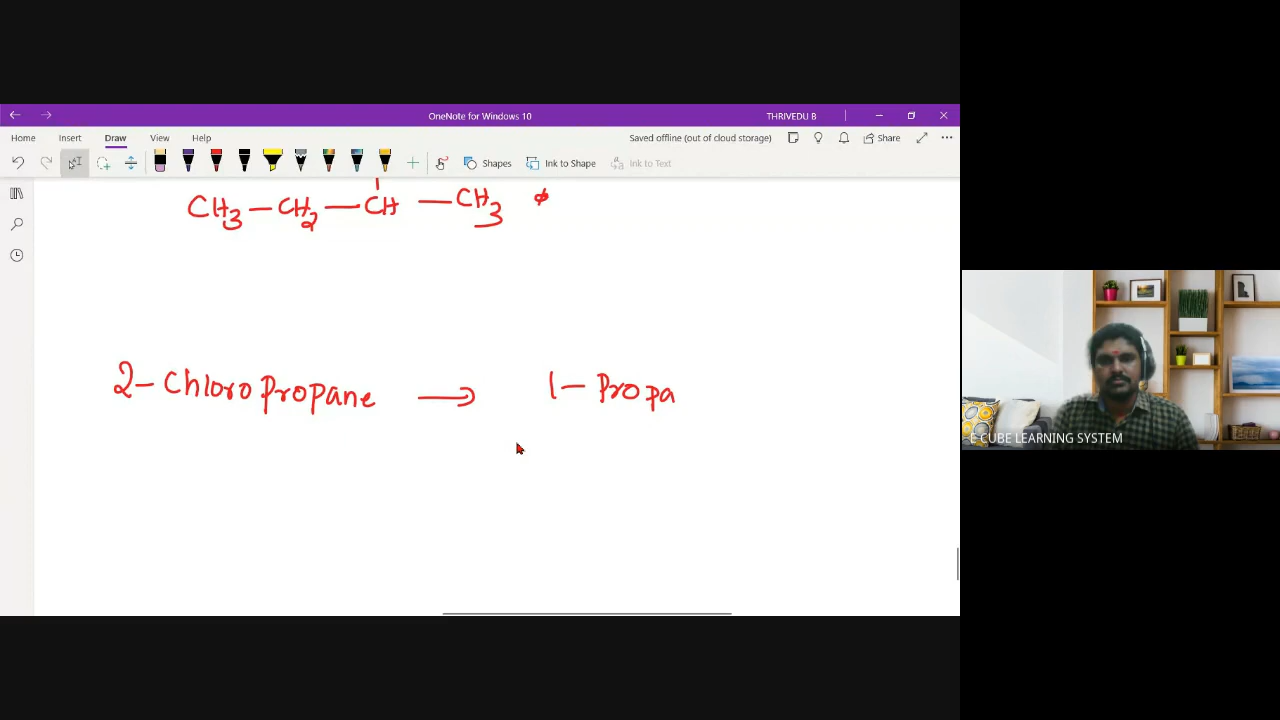 OneNote for Windows 10
THRIVEDU B
Home Insert Draw View Help
Saved offline (out of cloud storage)
Share
Shapes
Ink to Shape
Ink to Text
CH3 — CH2 — CH — CH3
2- Chloro Propane → 1- Propa
E CUBE LEARNING SYSTEM